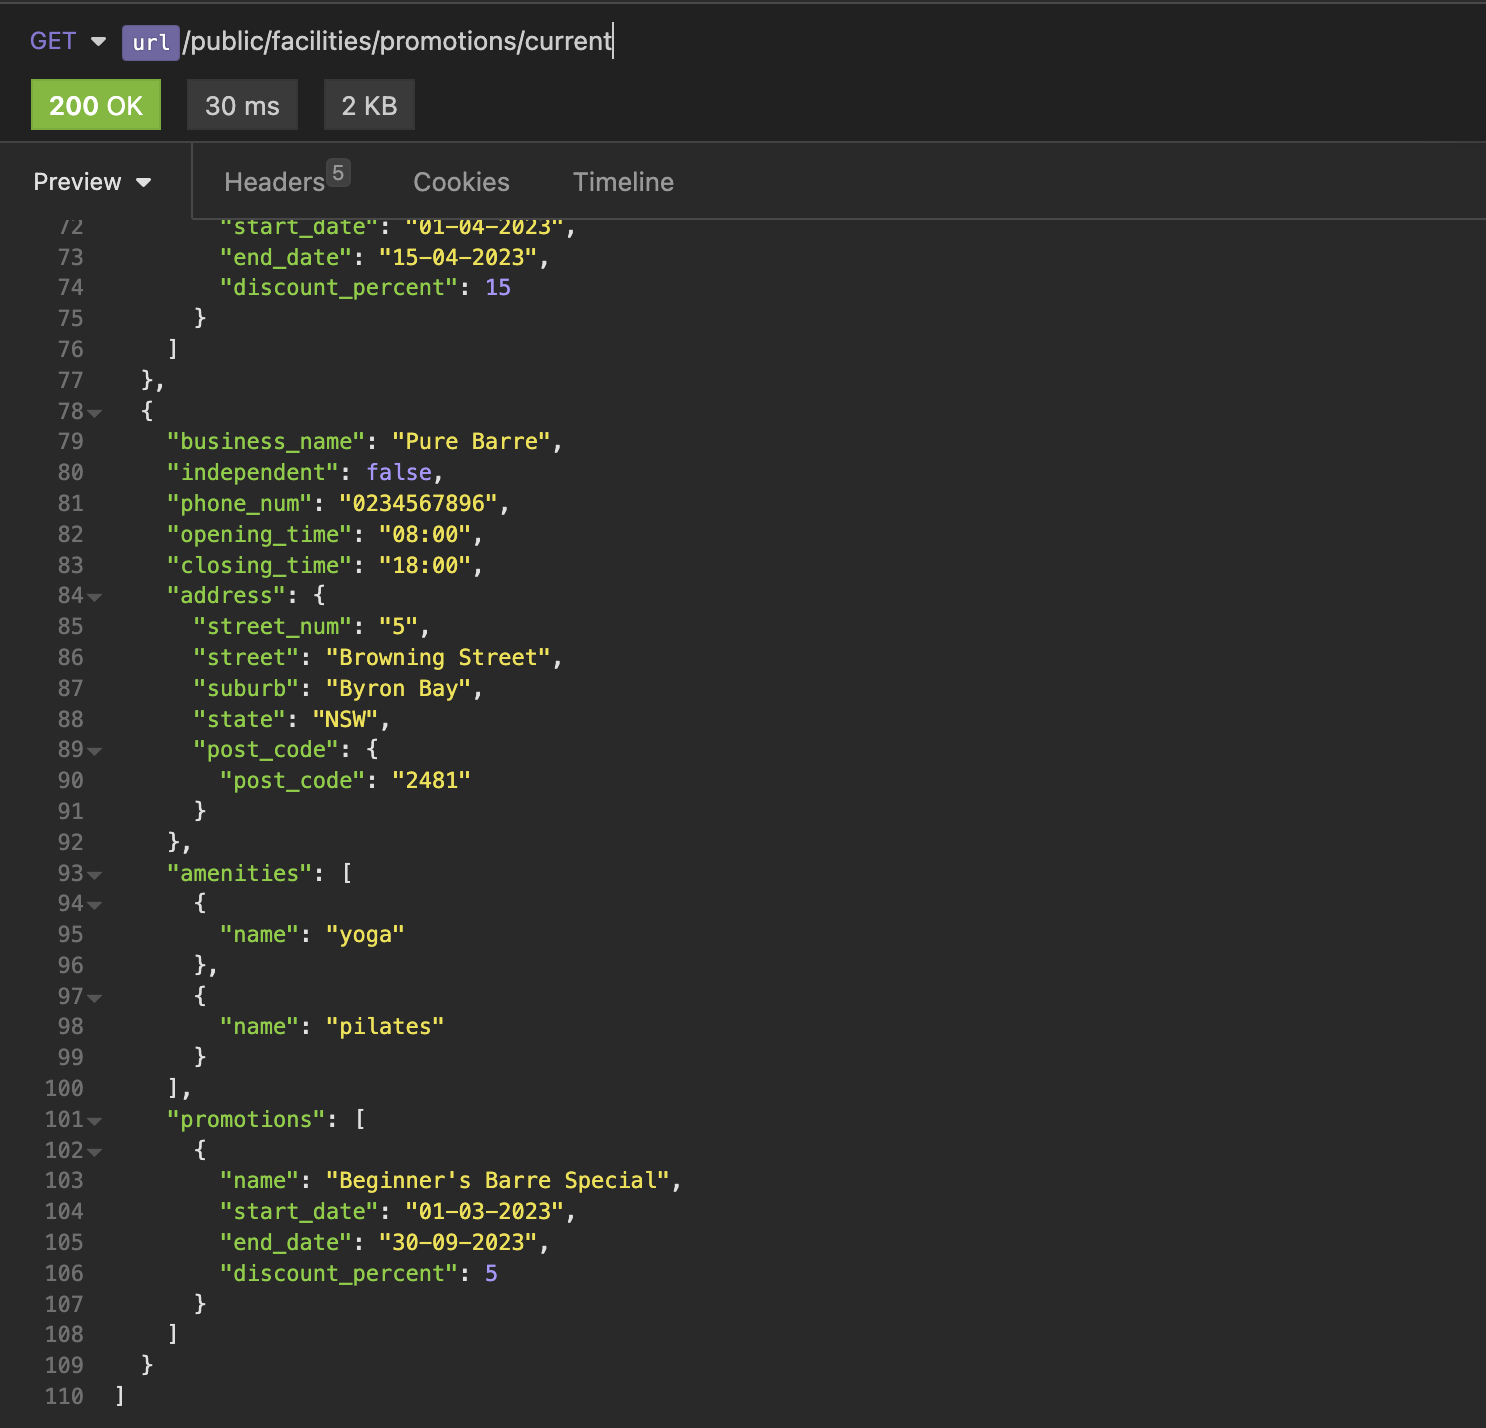 GET url/public/facilities/promotions/current
200 OK 30 ms 2 KB
Preview Headers 5 Cookies Timeline
72 "start_date": "01-04-2023",
73 "end_date": "15-04-2023",
74 "discount_percent": 15
75 }
76 ]
77 },
78 {
79 "business_name": "Pure Barre",
80 "independent": false,
81 "phone_num": "0234567896",
82 "opening_time": "08:00",
83 "closing_time": "18:00",
84 "address": {
85 "street_num": "5",
86 "street": "Browning Street",
87 "suburb": "Byron Bay",
88 "state": "NSW",
89 "post_code": {
90 "post_code": "2481"
91 }
92 },
93 "amenities": [
94 {
95 "name": "yoga"
96 },
97 {
98 "name": "pilates"
99 }
100 ],
101 "promotions": [
102 {
103 "name": "Beginner's Barre Special",
104 "start_date": "01-03-2023",
105 "end_date": "30-09-2023",
106 "discount_percent": 5
107 }
108 ]
109 }
110 ]